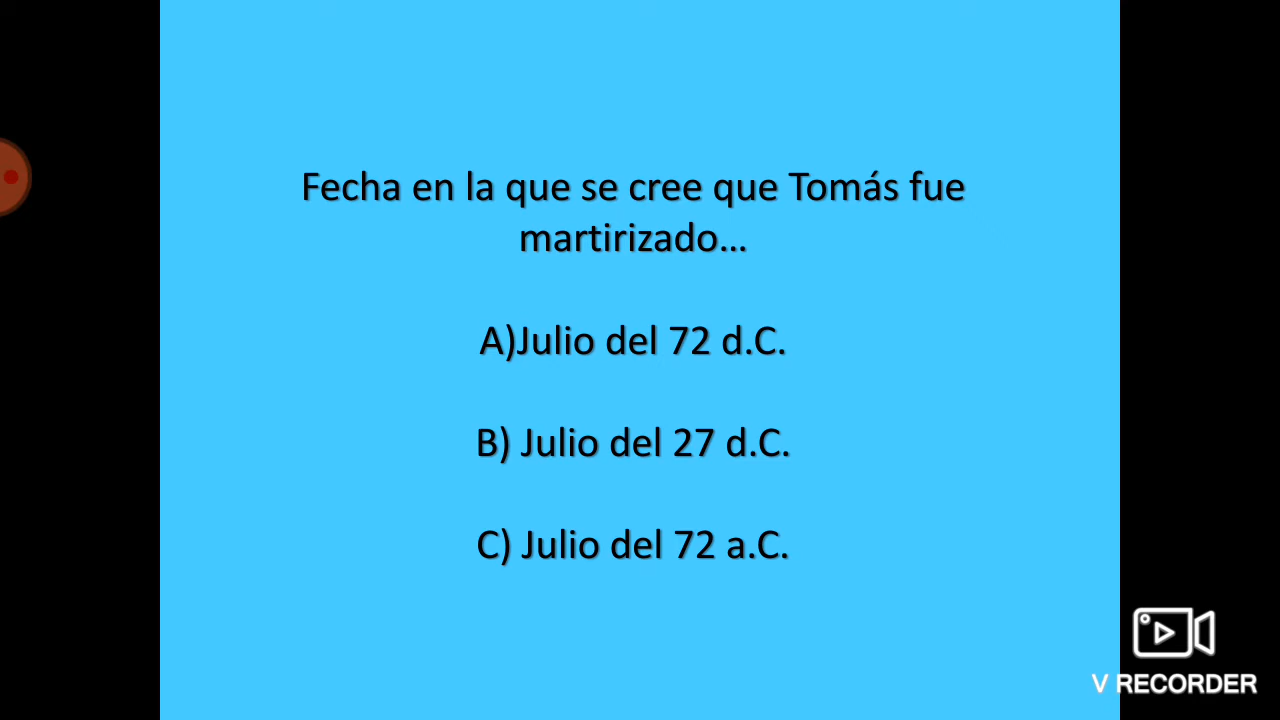 Fecha en la que se cree que Tomás fue
martirizado...
A)Julio del 72 d.C.
B) Julio del 27 d.C.
C) Julio del 72 a.C.
V RECORDER